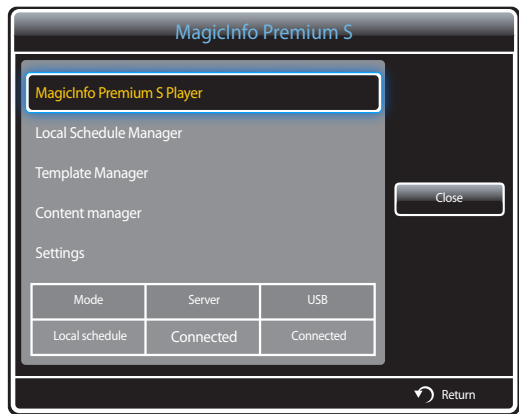 MagicInfo Premium S
MagicInfo Premium S Player
Local Schedule Manager
Template Manager
Content manager
Close
Settings
Mode Server USB
Local schedule Connected Connected
Return